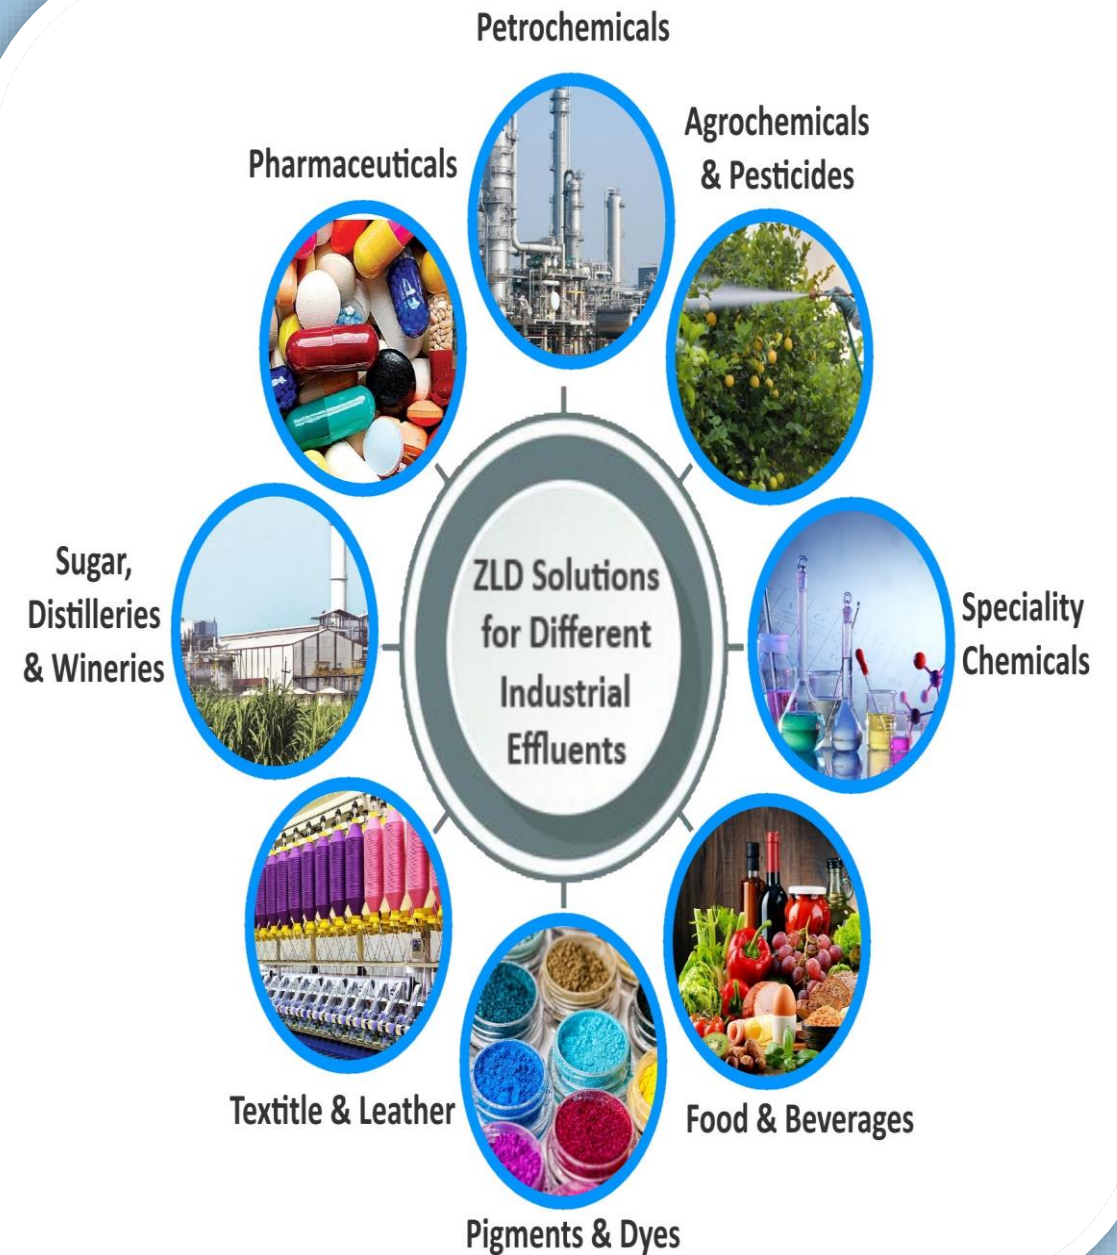 Petrochemicals
Agrochemicals
& Pesticides
Pharmaceuticals
Sugar,
Distilleries
& Wineries
ZLD Solutions
for Different
Industrial
Effluents
Speciality
Chemicals
Textitle & Leather
Food & Beverages
Pigments & Dyes